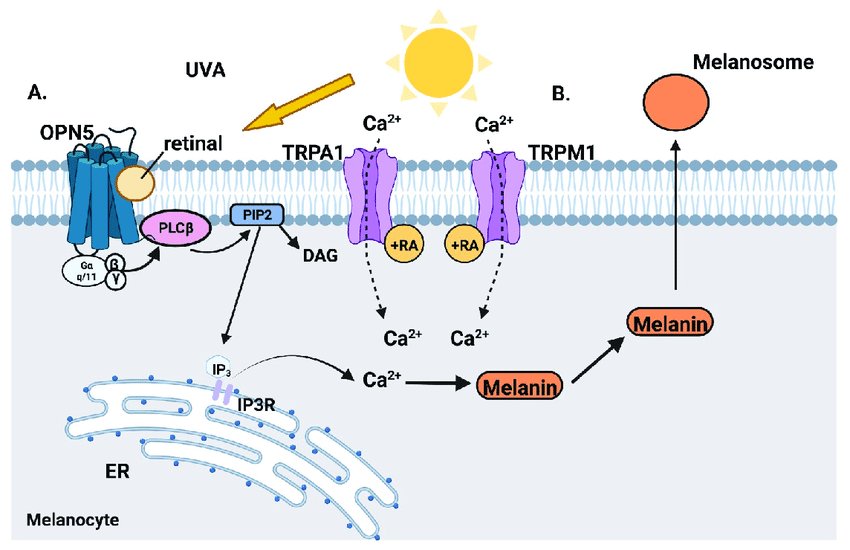 UVA
A.
B.
Melanosome
OPN5
retinal
Ca²⁺
Ca²⁺
TRPA1
TRPM1
PLCβ
PIP2
DAG
+RA
+RA
Gα
q/11
β
γ
Ca²⁺
Ca²⁺
Melanin
IP₃
Ca²⁺
Melanin
IP3R
ER
Melanocyte